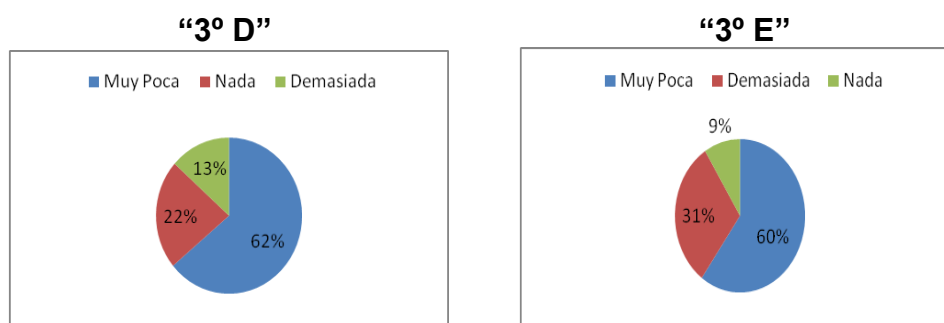 “3º D”
Muy Poca Nada Demasiada
13%
22%
62%
“3º E”
Muy Poca Demasiada Nada
9%
31%
60%